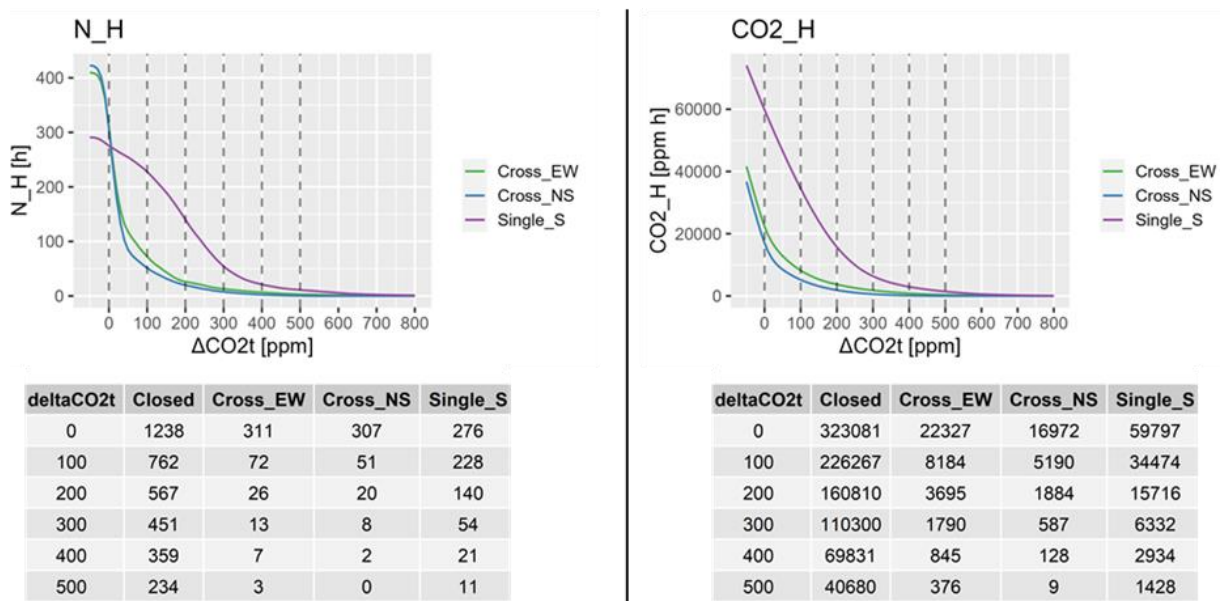 N_H
400
300
200
100
0
N_H [h]
0 100 200 300 400 500 600 700 800
ΔCO2t [ppm]
Cross_EW
Cross_NS
Single_S
deltaCO2t Closed Cross_EW Cross_NS Single_S
0 1238 311 307 276
100 762 72 51 228
200 567 26 20 140
300 451 13 8 54
400 359 7 2 21
500 234 3 0 11
CO2_H
60000
40000
20000
0
CO2_H [ppm h]
0 100 200 300 400 500 600 700 800
ΔCO2t [ppm]
Cross_EW
Cross_NS
Single_S
deltaCO2t Closed Cross_EW Cross_NS Single_S
0 323081 22327 16972 59797
100 226267 8184 5190 34474
200 160810 3695 1884 15716
300 110300 1790 587 6332
400 69831 845 128 2934
500 40680 376 9 1428